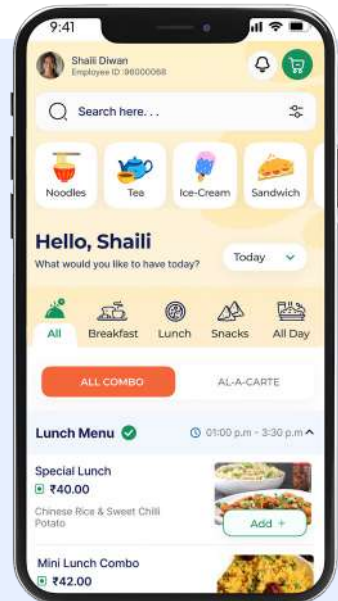 9:41
Shaili Diwan
Employee ID :96000068
Search here. . .
Noodles
Tea
Ice-Cream
Sandwich
Hello, Shaili
What would you like to have today?
Today
All
Breakfast
Lunch
Snacks
All Day
ALL COMBO
AL-A-CARTE
Lunch Menu
01:00 p.m - 3:30 p.m
Special Lunch
₹40.00
Chinese Rice & Sweet Chilli
Potato
Add +
Mini Lunch Combo
₹42.00